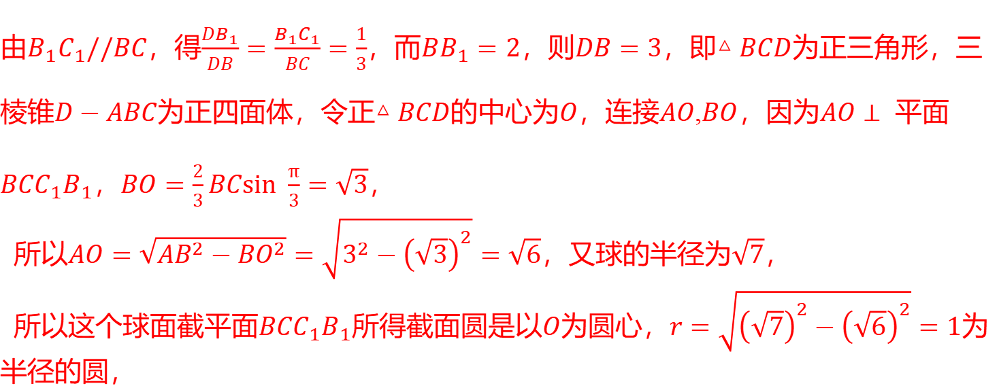 由$B_1C_1//BC$，得$\frac{DB_1}{DB}=\frac{B_1C_1}{BC}=\frac{1}{3}$，而$BB_1=2$，则$DB=3$，即$\triangle BCD$为正三角形，三
棱锥$D-ABC$为正四面体，令正$\triangle BCD$的中心为$O$，连接$AO,BO$，因为$AO\perp$ 平面
$BCC_1B_1$，$BO=\frac{2}{3}BC\sin\frac{\pi}{3}=\sqrt{3}$，
所以$AO=\sqrt{AB^2-BO^2}=\sqrt{3^2-(\sqrt{3})^2}=\sqrt{6}$，又球的半径为$\sqrt{7}$，
所以这个球面截平面$BCC_1B_1$所得截面圆是以$O$为圆心，$r=\sqrt{(\sqrt{7})^2-(\sqrt{6})^2}=1$为
半径的圆，